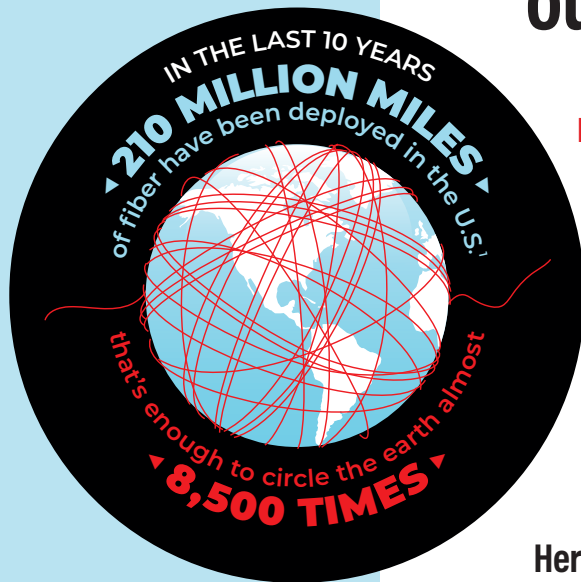 IN THE LAST 10 YEARS
210 MILLION MILES
of fiber have been deployed in the U.S.¹
that's enough to circle the earth almost
8,500 TIMES